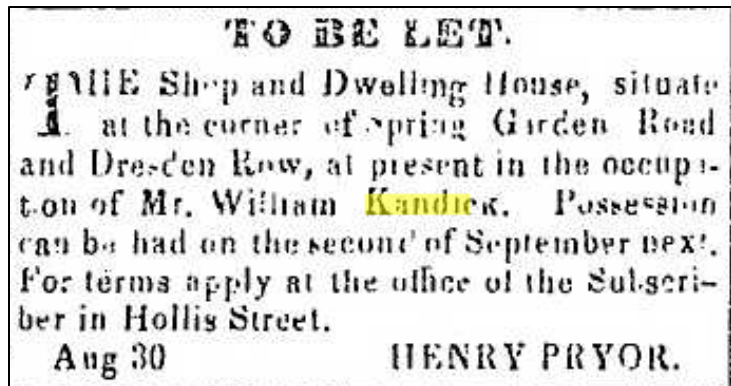 TO BE LET.
THE Shop and Dwelling House, situate
at the corner of Spring Garden Road
and Dresden Row, at present in the occupa-
tion of Mr. William Kandick. Possession
can be had on the second of September next.
For terms apply at the office of the Subscri-
ber in Hollis Street.
Aug 30 HENRY PRYOR.